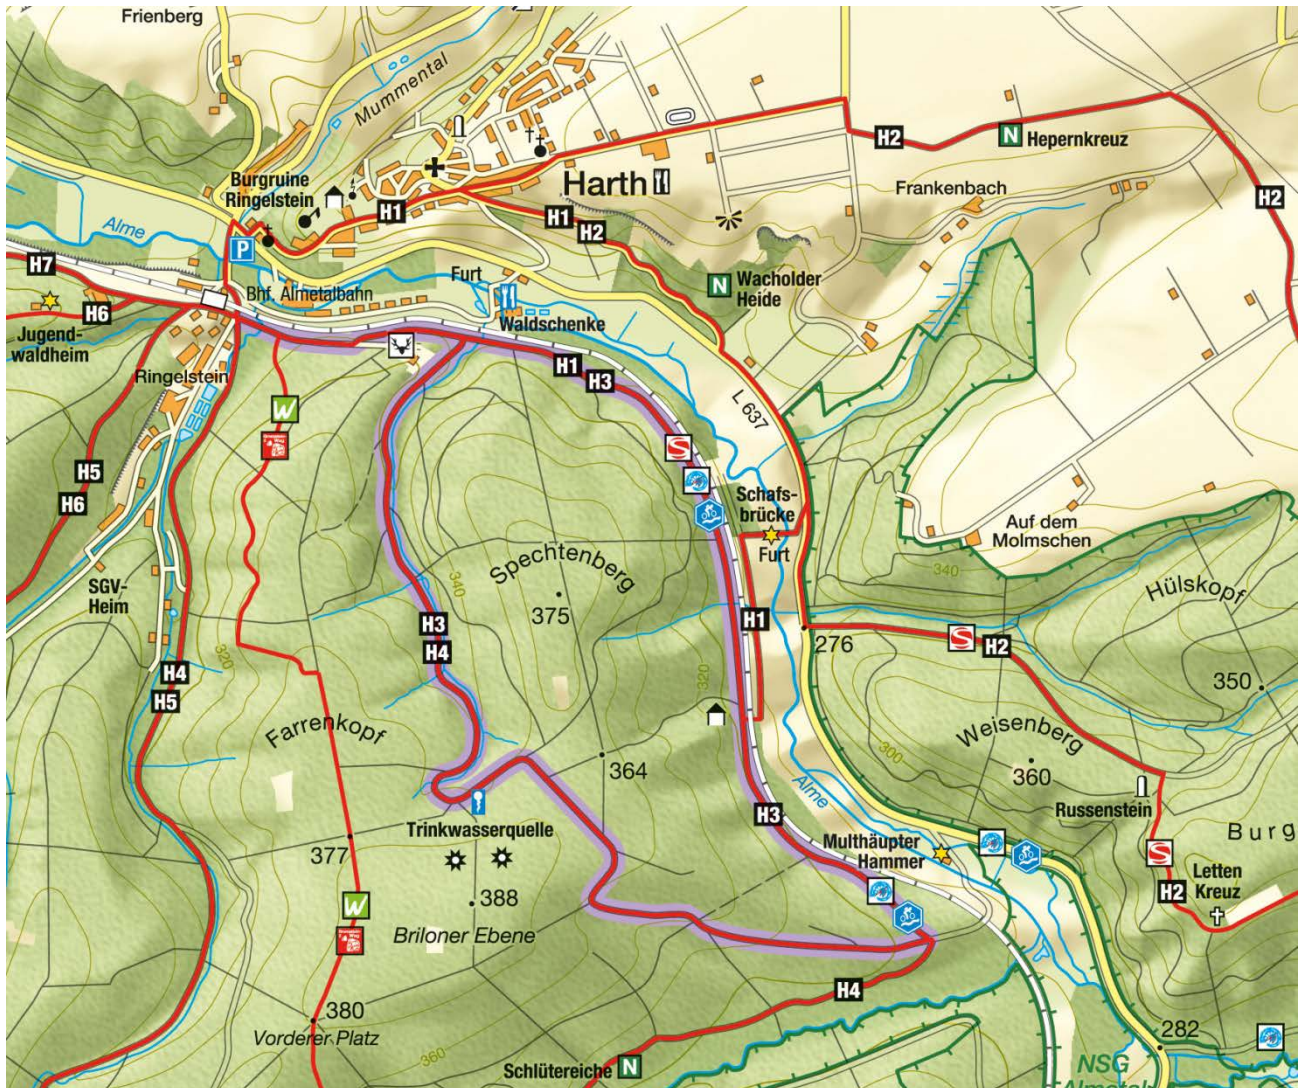 Frienberg
Mummental
Burgruine
Ringelstein
Harth
H1
H1
H2
H2
N
Hepernkreuz
Frankenbach
H2
Alme
P
H7
H6
Jugend-
waldheim
Bhf. Almetalbahn
Furt
Waldschenke
N
Wacholder
Heide
L 637
Ringelstein
W
H1
H3
H5
H6
S
Schafs-
brücke
Furt
Auf dem
Molmschen
340
Hülskopf
SGV-
Heim
340
Spechtenberg
375
H3
H4
H1
276
S
H2
320
H4
H5
320
350
Farrenkopf
364
300
Weisenberg
360
Russenstein
Alme
H3
Trinkwasserquelle
377
Multhäupter
Hammer
Burg
S
H2
Letten
Kreuz
W
388
Briloner Ebene
H4
380
Vorderer Platz
360
Schlütereiche
N
282
NSG